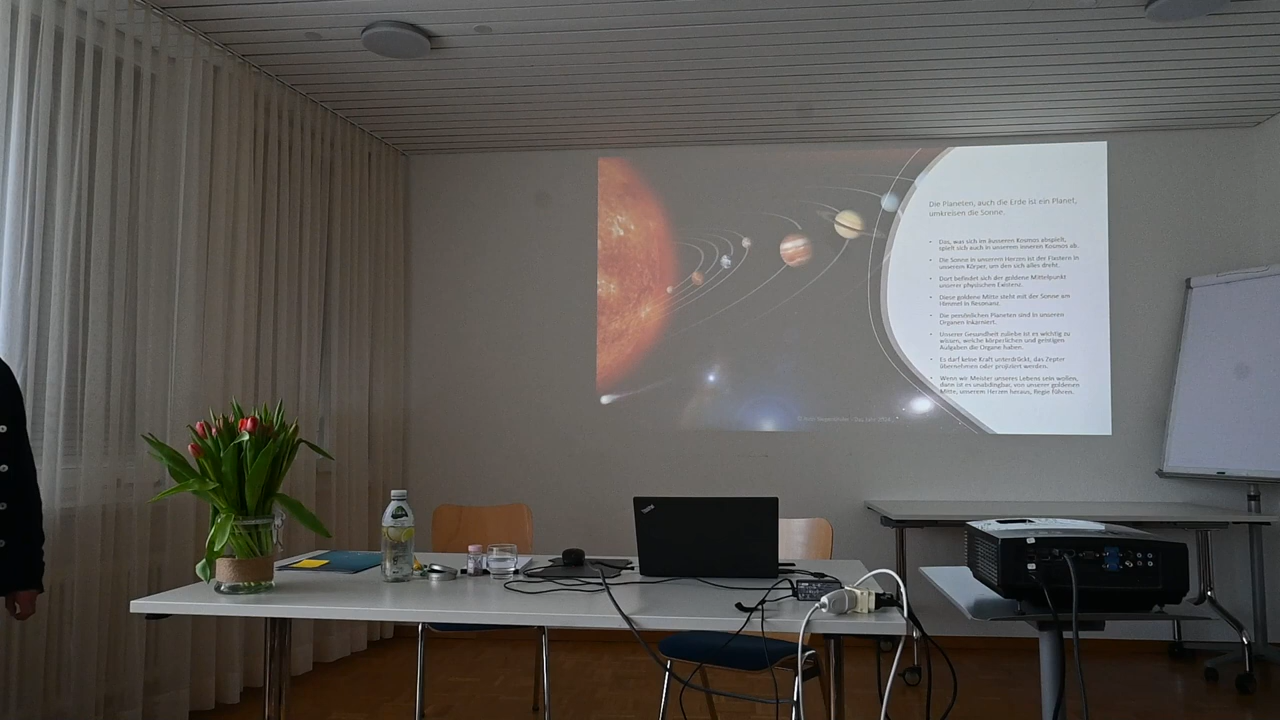 Die Planeten, auch die Erde ist ein Planet,
umkreisen die Sonne.
• Das, was sich im äusseren Kosmos abspielt,
spielt sich auch in unserem inneren Kosmos ab.
• Die Sonne in unserem Herzen ist der Fixstern in
unserem Körper, um den sich alles dreht.
• Dort befindet sich der goldene Mittelpunkt
unserer physischen Existenz.
• Diese goldene Mitte steht mit der Sonne am
Himmel in Resonanz.
• Die persönlichen Planeten sind in unseren
Organen inkarniert.
• Unserer Gesundheit zuliebe ist es wichtig zu
wissen, welche körperlichen und geistigen
Aufgaben die Organe haben.
• Es darf keine Kraft unterdrückt, das Zepter
übernehmen oder projiziert werden.
• Wenn wir Meister unseres Lebens sein wollen,
dann ist es unabdingbar, von unserer goldenen
Mitte, unserem Herzen heraus, Regie führen.